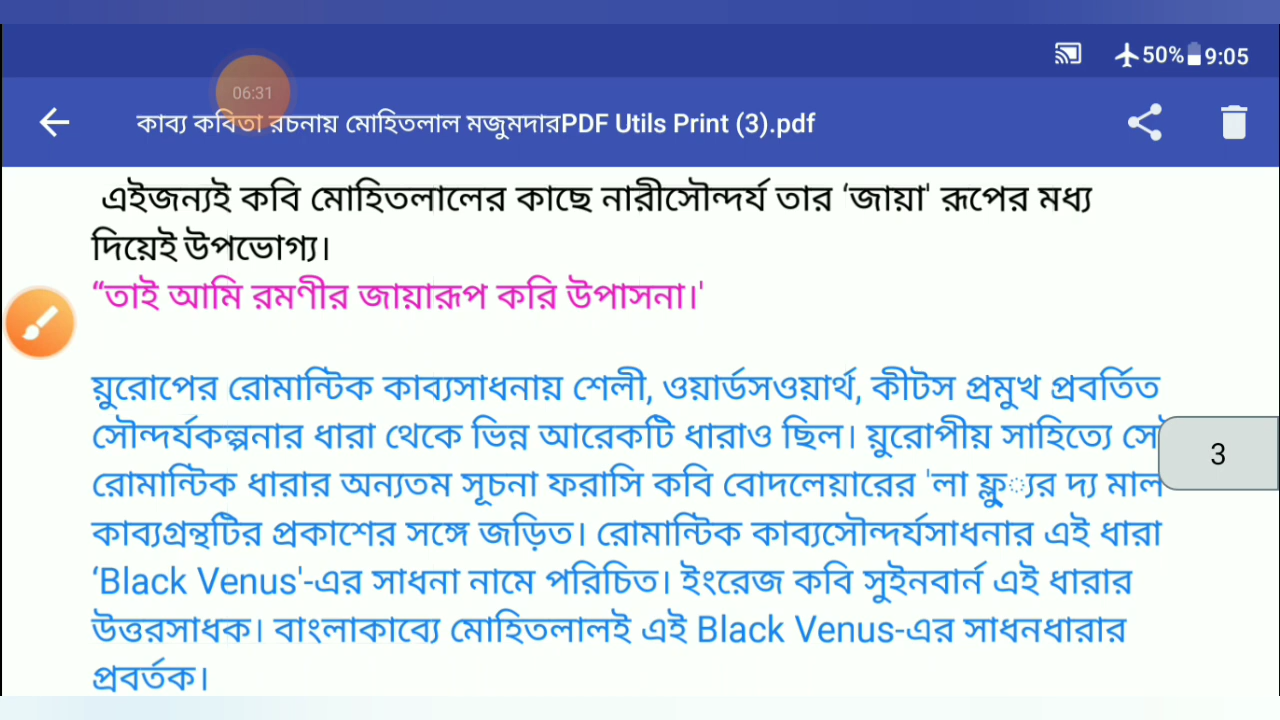 50% 9:05
06:31
কাব্য কবিতা রচনায় মোহিতলাল মজুমদারPDF Utils Print (3).pdf
এইজন্যই কবি মোহিতলালের কাছে নারীসৌন্দর্য তার ‘জায়া' রূপের মধ্য
দিয়েই উপভোগ্য।
“তাই আমি রমণীর জায়ারূপ করি উপাসনা।'
য়ুরোপের রোমান্টিক কাব্যসাধনায় শেলী, ওয়ার্ডসওয়ার্থ, কীটস প্রমুখ প্রবর্তিত
সৌন্দর্যকল্পনার ধারা থেকে ভিন্ন আরেকটি ধারাও ছিল। য়ুরোপীয় সাহিত্যে
3
রোমান্টিক ধারার অন্যতম সূচনা ফরাসি কবি বোদলেয়ারের 'লা দ্য মাল
কাব্যগ্রন্থটির প্রকাশের সঙ্গে জড়িত। রোমান্টিক কাব্যসৌন্দর্যসাধনার এই ধারা
‘Black Venus'-এর সাধনা নামে পরিচিত। ইংরেজ কবি সুইনবার্ন এই ধারার
উত্তরসাধক। বাংলাকাব্যে মোহিতলালই এই Black Venus-এর সাধনধারার
প্রবর্তক।